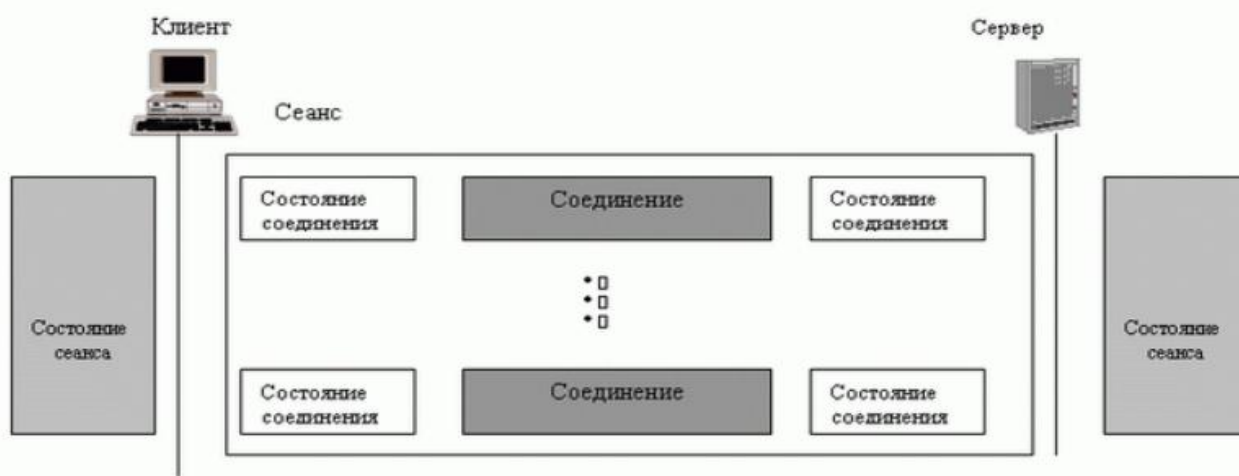 Клиент
Сервер
Сеанс
Состояние
соединения
Соединение
Состояние
соединения
Состояние
сеанса
Состояние
сеанса
Состояние
соединения
Соединение
Состояние
соединения